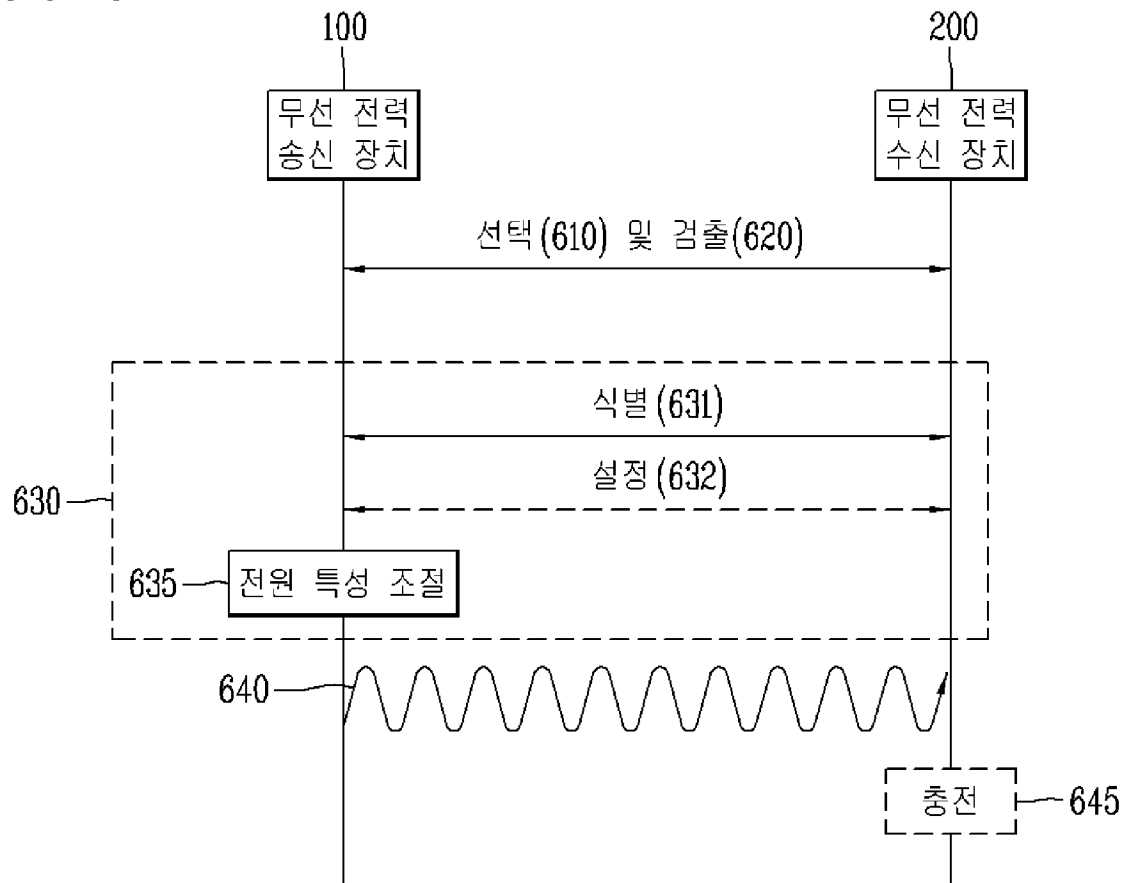 100
200
무선 전력
송신 장치
무선 전력
수신 장치
선택(610) 및 검출(620)
식별(631)
설정(632)
630
635
전원 특성 조절
640
충전
645